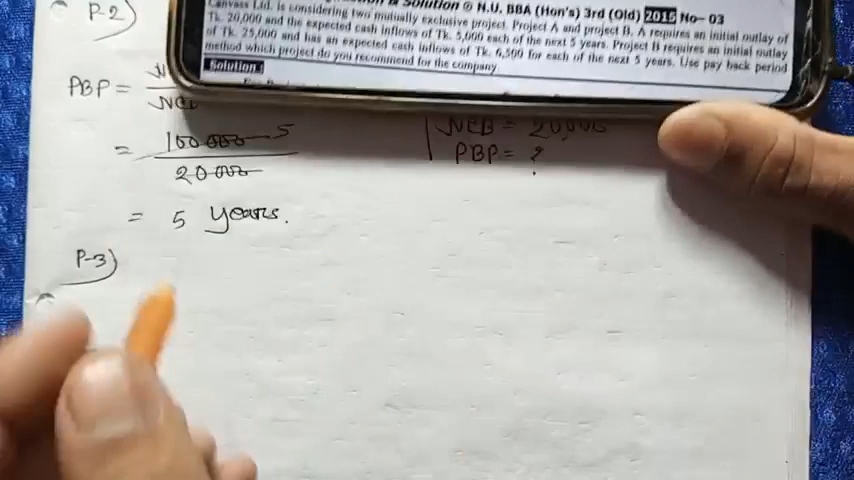 P-2)
Solution ⊚ N.U. BBA (Hon's) 3rd (Old) 2015 No- 03
Canvass Ltd. is considering two mutually exclusive project. Project A and project B. A requires an initial outlay of
Tk. 20,000 and the expected cash inflows of Tk. 5,000 each of the next 5 years. Project B requires an initial outlay
of Tk. 25,000 and has an expected cash inflows of Tk. 6,500 for each of the next 5 years. Use pay back period
method which project do you recommend for the company
Solution :
PBP =
NCB = 20,000
PBP = ?
= 100000 5
20000
= 5 years.
P-3)